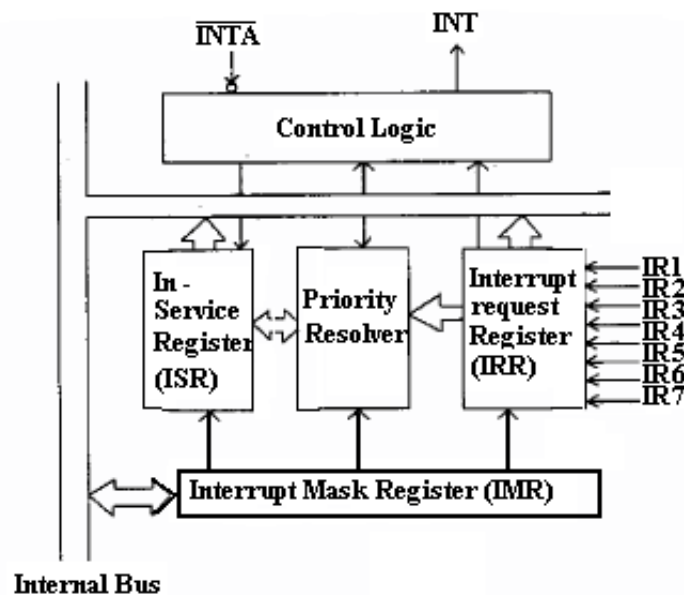 INTA
INT
Control Logic
In -
Service
Register
(ISR)
Priority
Resolver
Interrupt
request
Register
(IRR)
IR1
IR2
IR3
IR4
IR5
IR6
IR7
Interrupt Mask Register (IMR)
Internal Bus